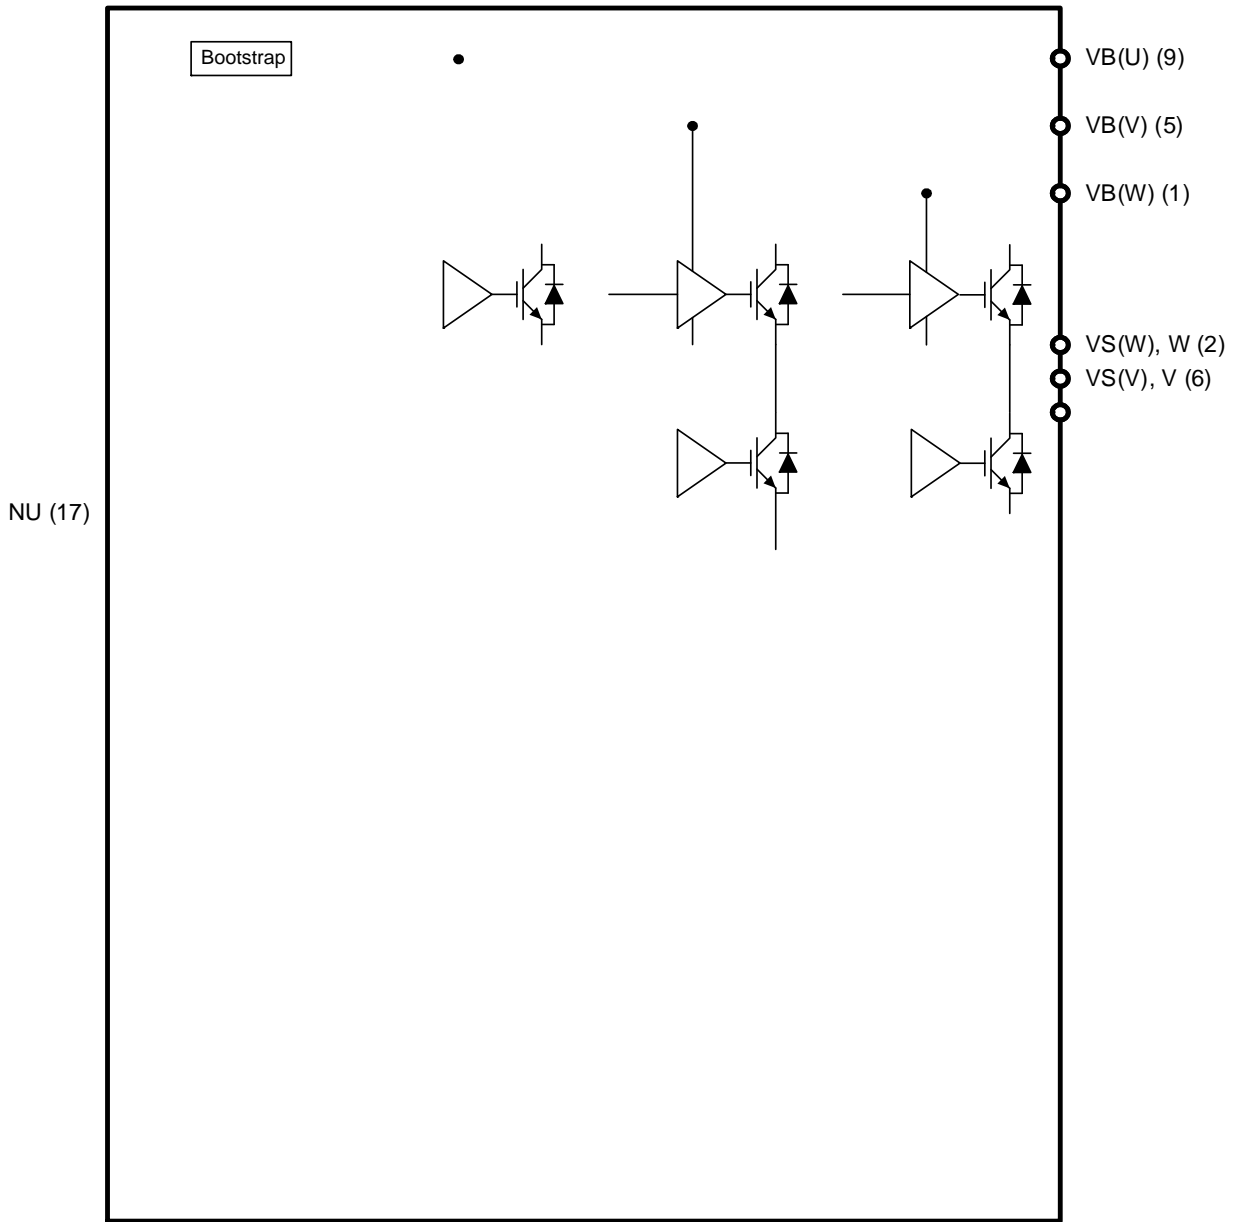 Bootstrap
VB(U) (9)
VB(V) (5)
VB(W) (1)
VS(W), W (2)
VS(V), V (6)
NU (17)